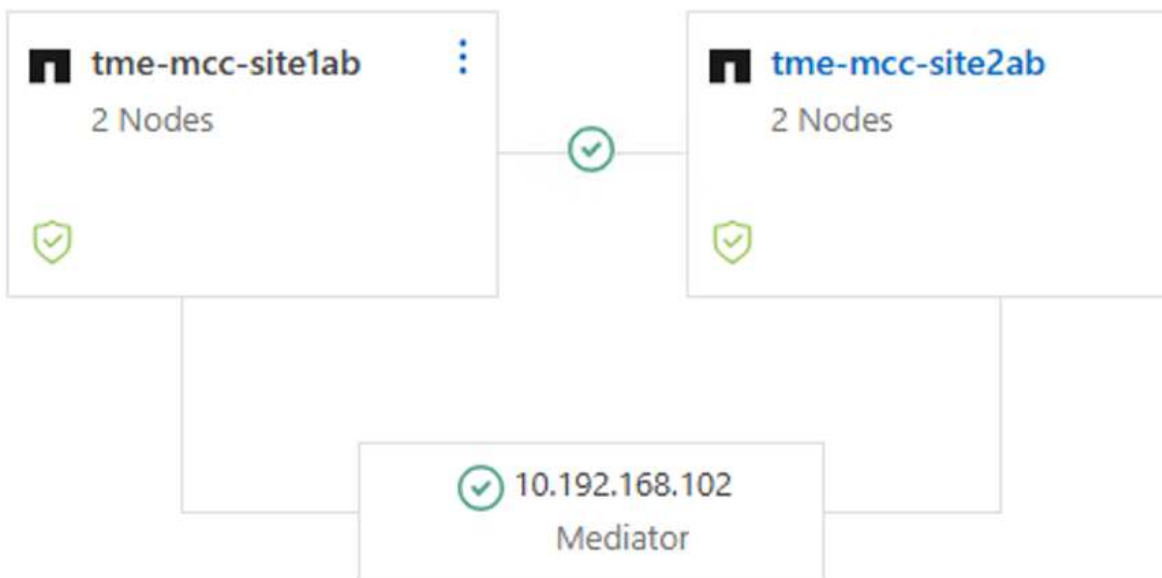 tme-mcc-site1ab
2 Nodes
tme-mcc-site2ab
2 Nodes
10.192.168.102
Mediator